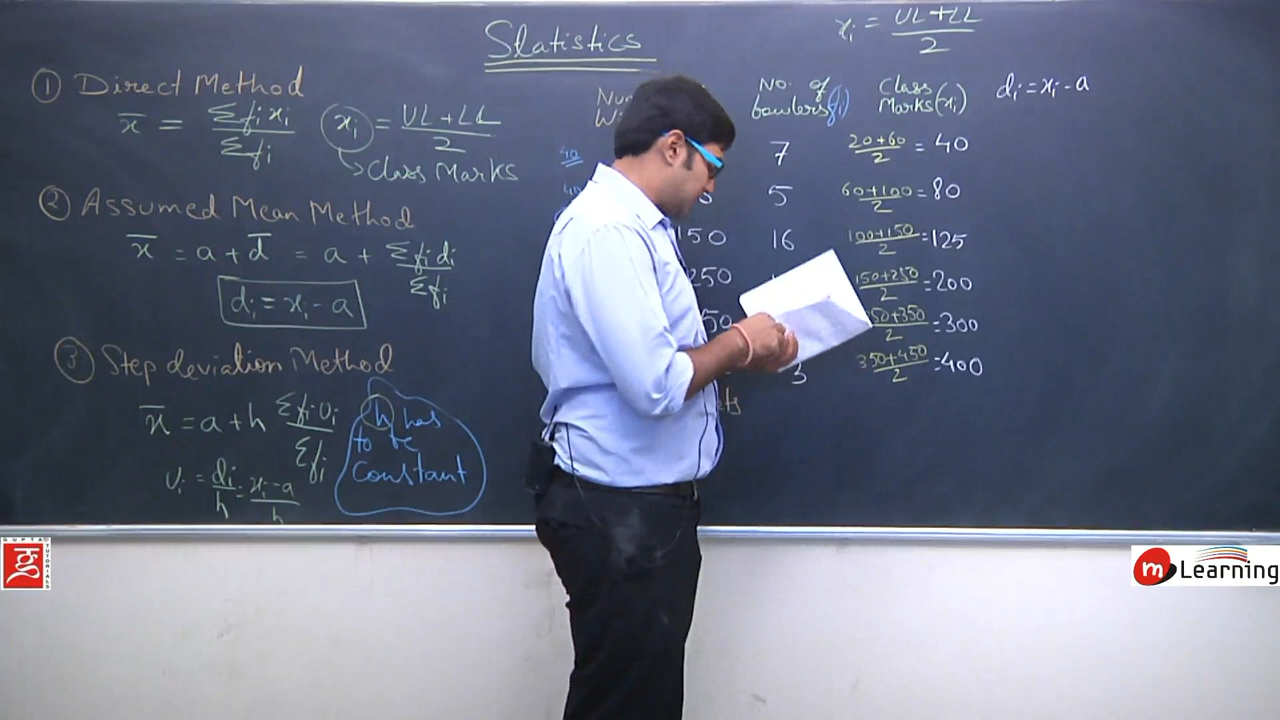 Statistics
① Direct Method
x̄ = Σfixi / Σfi
xi = UL+LL / 2
Class Marks
② Assumed Mean Method
x̄ = a + d̄ = a + Σfidi / Σfi
di = xi - a
③ Step deviation Method
x̄ = a + h Σfiui / Σfi
ui = di / h = xi - a / h
h has
to be
Constant
xi = UL+LL / 2
No. of
bowlers (fi)
Class
Marks (xi)
di = xi - a
40
7
20+60 / 2 = 40
5
60+100 / 2 = 80
150
16
100+150 / 2 = 125
250
150+250 / 2 = 200
50+350 / 2 = 300
3
350+450 / 2 = 400
GUPTA
TUTORIALS
m Learning